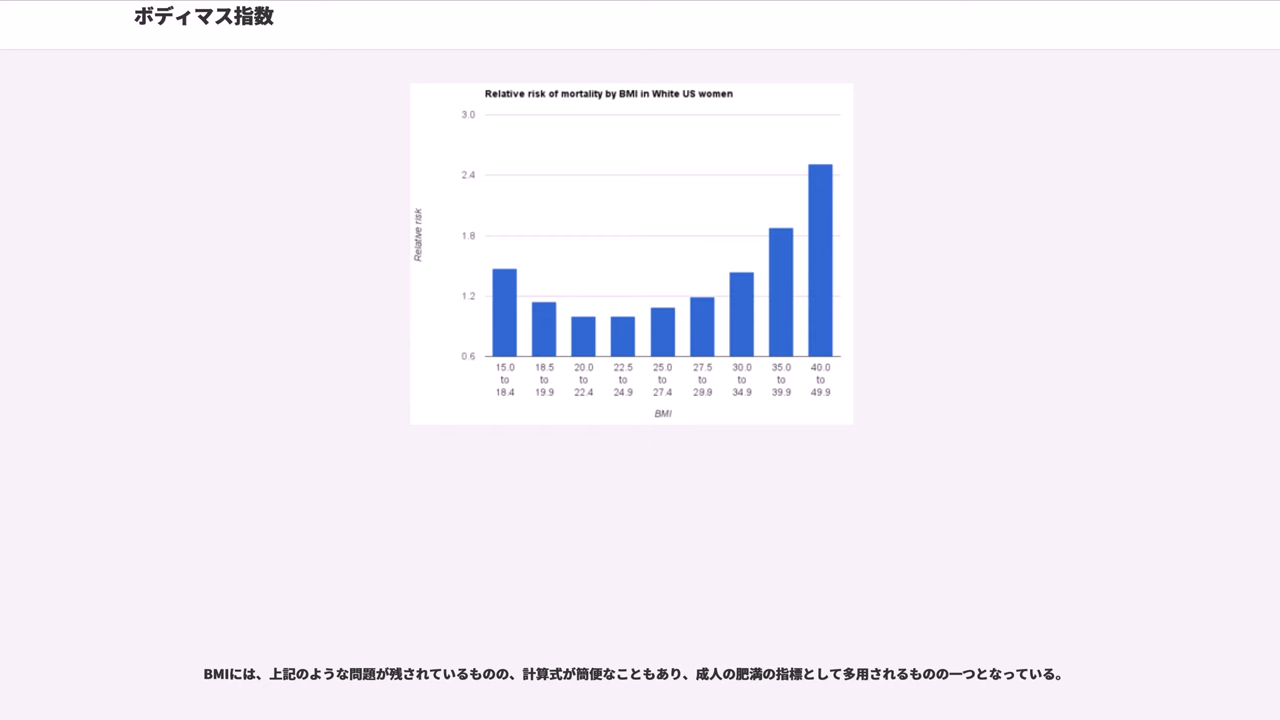 ボディマス指数
Relative risk of mortality by BMI in White US women
3.0
2.4
1.8
1.2
0.6
Relative risk
15.0 to 18.4
18.5 to 19.9
20.0 to 22.4
22.5 to 24.9
25.0 to 27.4
27.5 to 29.9
30.0 to 34.9
35.0 to 39.9
40.0 to 49.9
BMI
BMIには、上記のような問題が残されているものの、計算式が簡便なこともあり、成人の肥満の指標として多用されるものの一つとなっている。